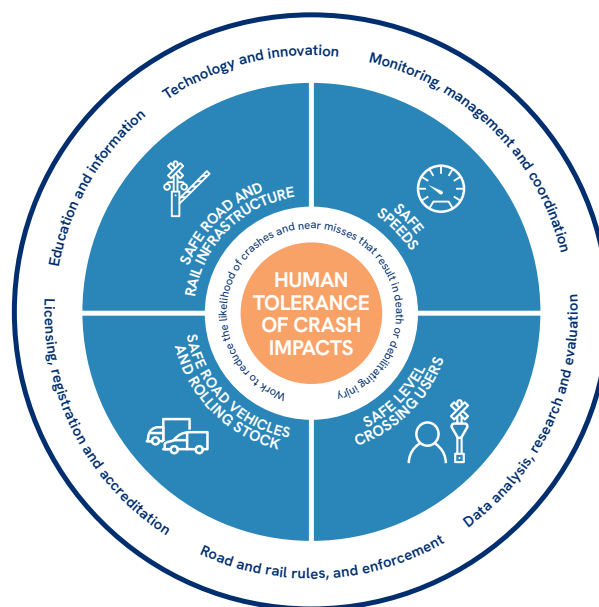 Technology and innovation
Monitoring, management and coordination
Education and information
SAFE ROAD AND
RAIL INFRASTRUCTURE
SAFE
SPEEDS
Work to reduce the likelihood of crashes and near misses that result in death or debilitating injry
HUMAN
TOLERANCE
OF CRASH
IMPACTS
SAFE ROAD VEHICLES
AND ROLLING STOCK
SAFE LEVEL
CROSSING USERS
Licensing, registration and accreditation
Data analysis, research and evaluation
Road and rail rules, and enforcement